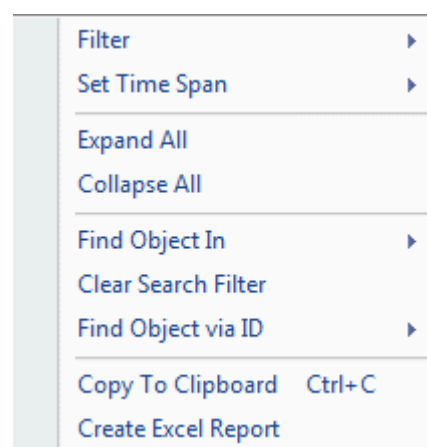 Filter
Set Time Span
Expand All
Collapse All
Find Object In
Clear Search Filter
Find Object via ID
Copy To Clipboard Ctrl+C
Create Excel Report